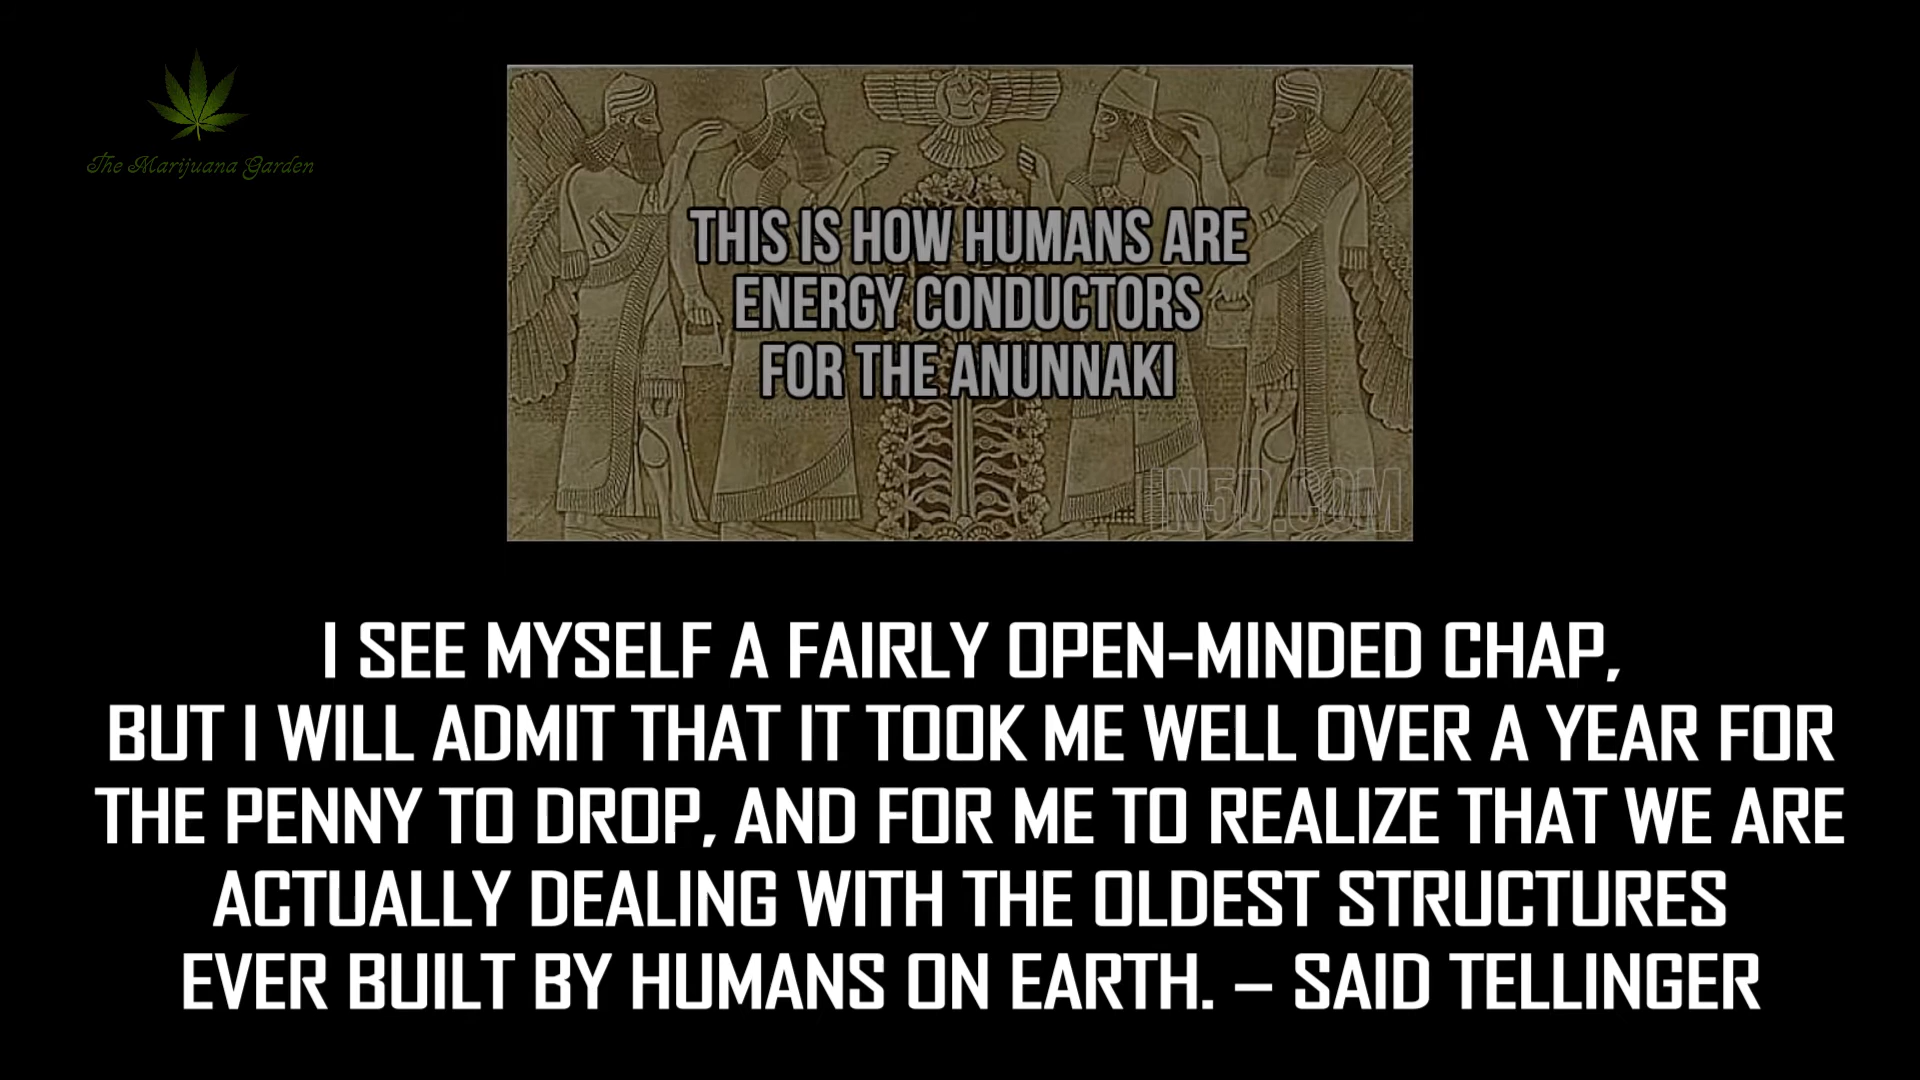 The Marijuana Garden
THIS IS HOW HUMANS ARE
ENERGY CONDUCTORS
FOR THE ANUNNAKI
IN5D.COM
I SEE MYSELF A FAIRLY OPEN-MINDED CHAP,
BUT I WILL ADMIT THAT IT TOOK ME WELL OVER A YEAR FOR
THE PENNY TO DROP, AND FOR ME TO REALIZE THAT WE ARE
ACTUALLY DEALING WITH THE OLDEST STRUCTURES
EVER BUILT BY HUMANS ON EARTH. – SAID TELLINGER